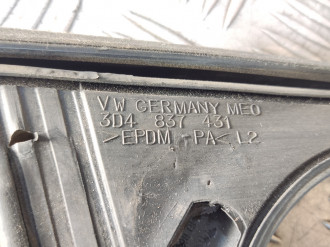 VW GERMANY MEO
3D4 837 431
>EPDM-PA< L2